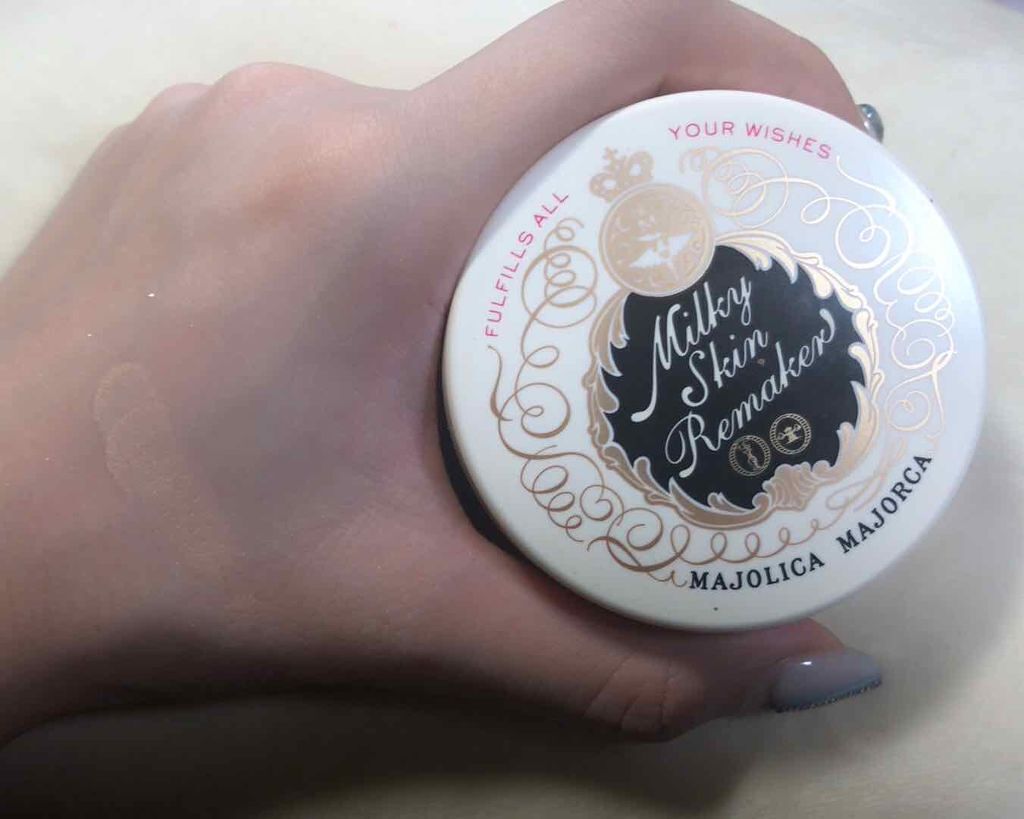 FULFILLS ALL
YOUR WISHES
Milky
Skin
Remaker
MAJOLICA MAJORCA